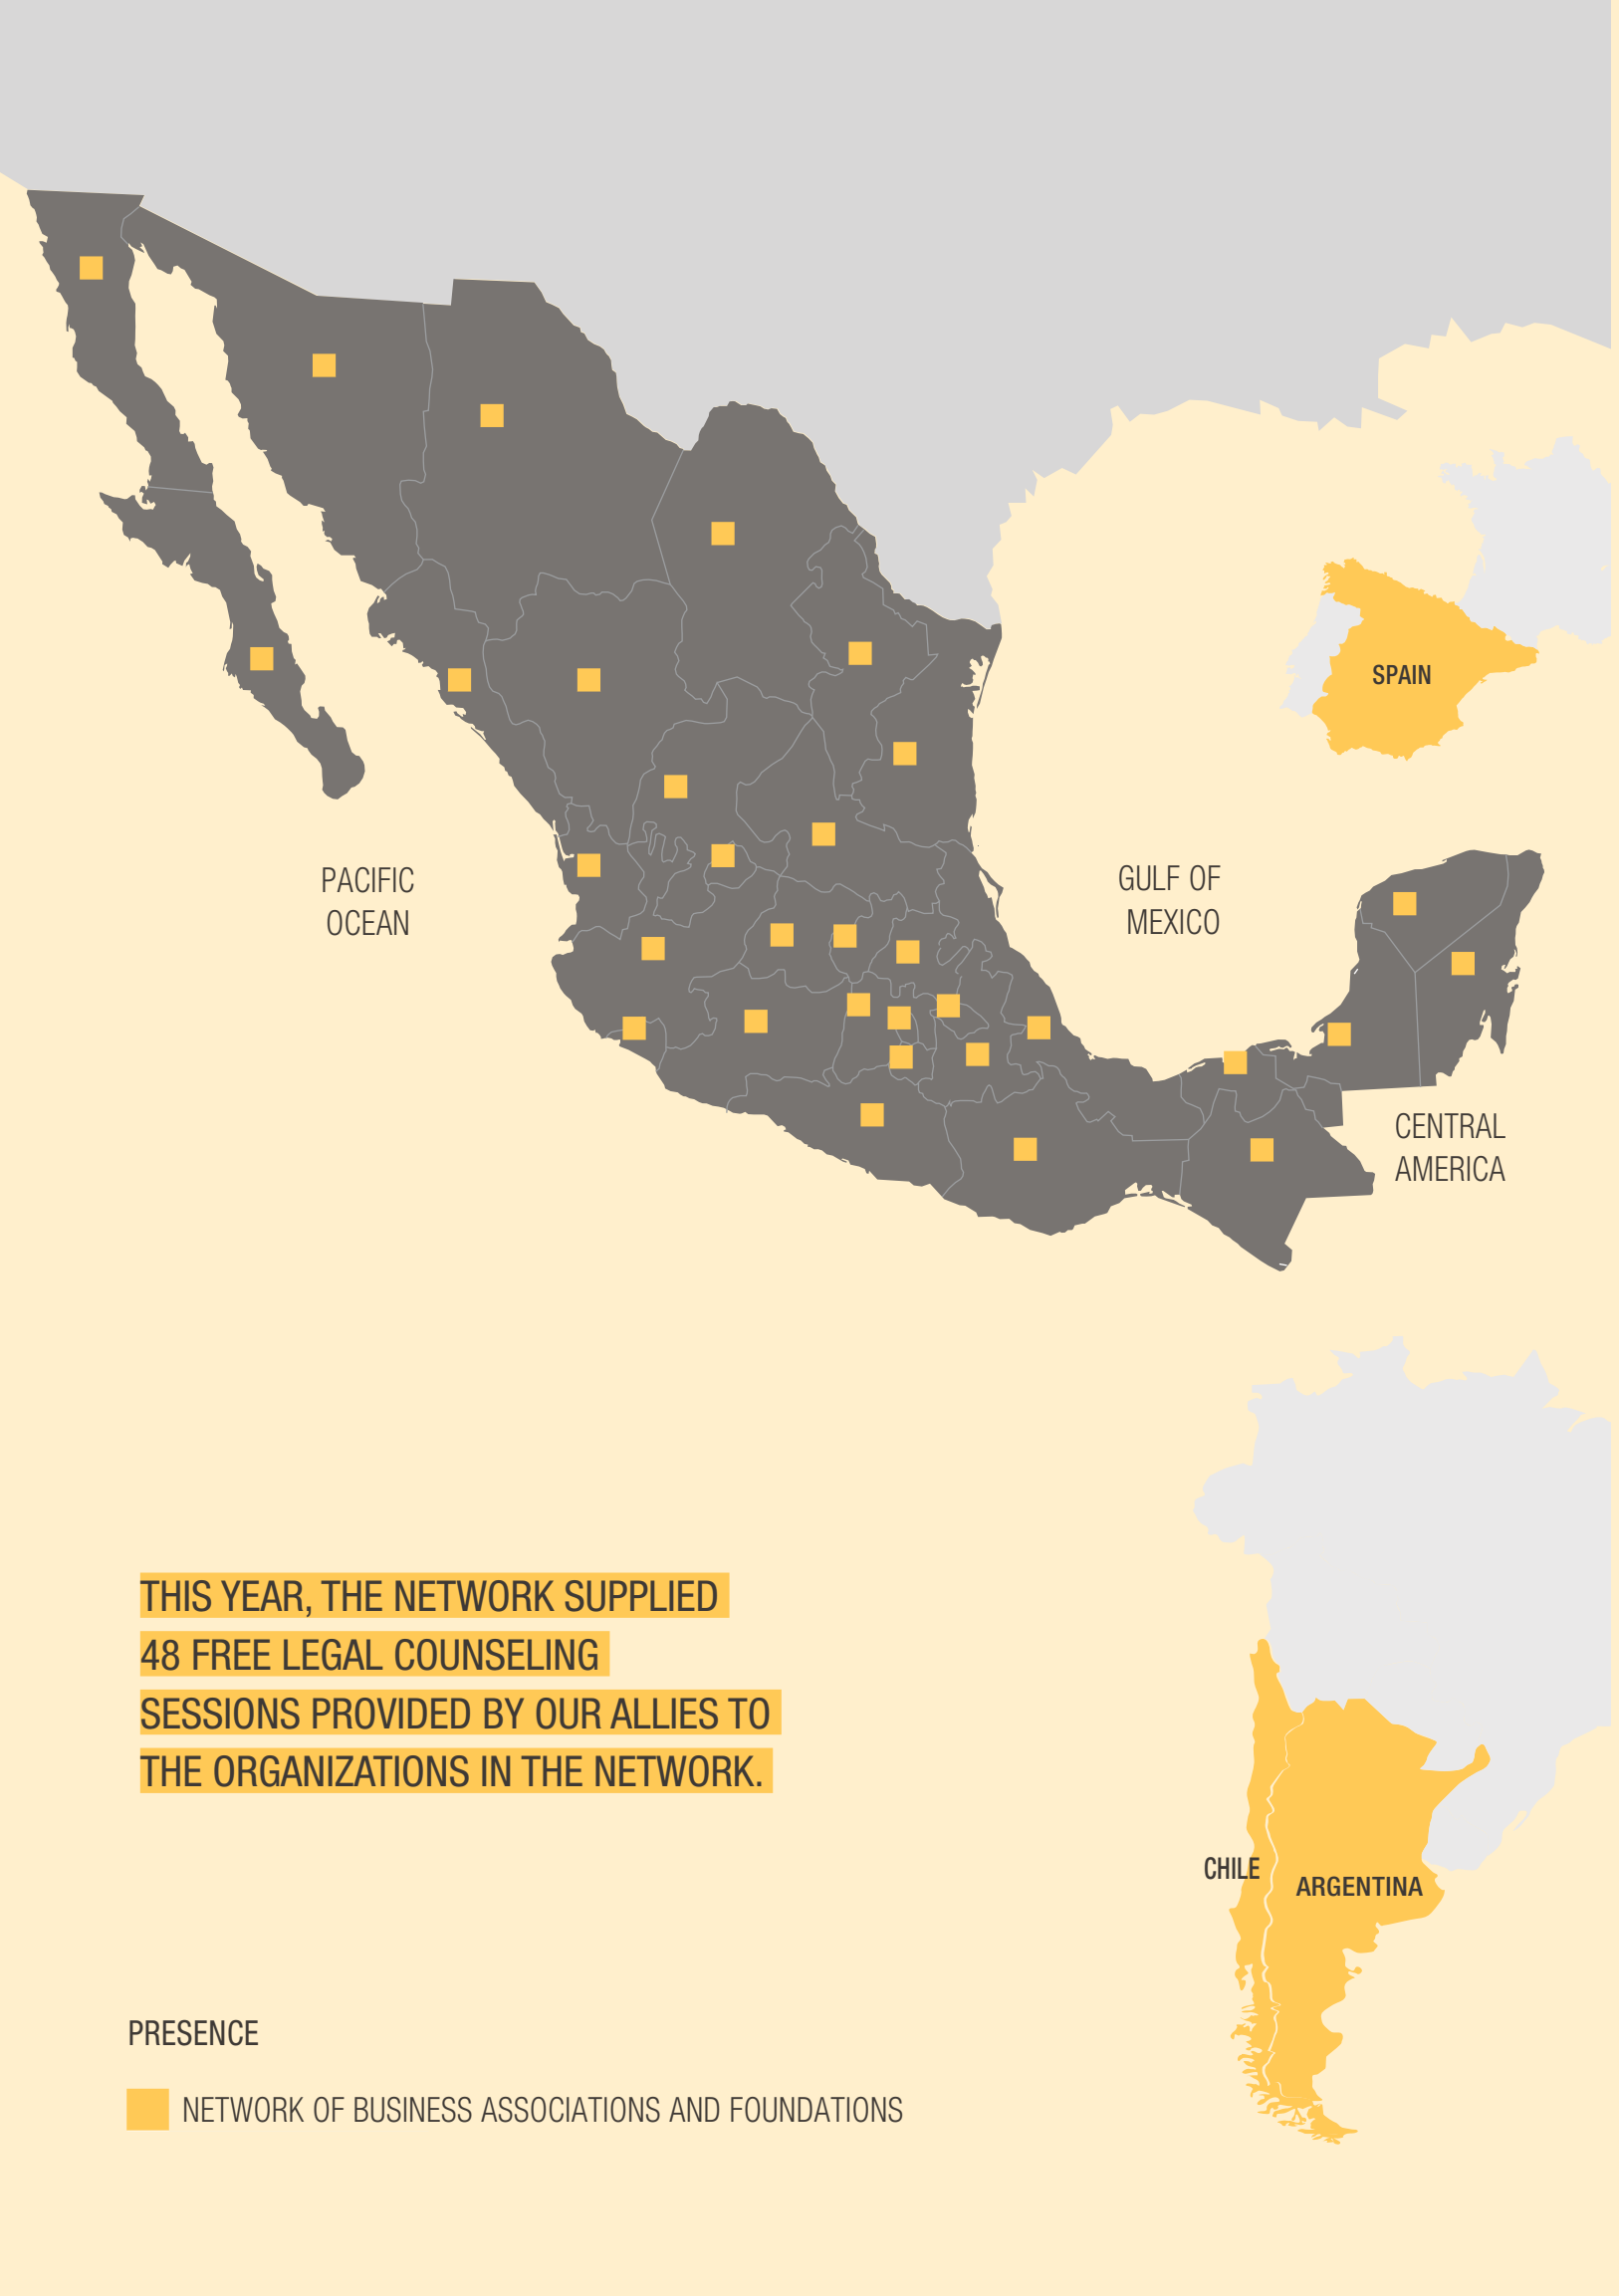 SPAIN
PACIFIC
OCEAN
GULF OF
MEXICO
CENTRAL
AMERICA
THIS YEAR, THE NETWORK SUPPLIED
48 FREE LEGAL COUNSELING
SESSIONS PROVIDED BY OUR ALLIES TO
THE ORGANIZATIONS IN THE NETWORK.
CHILE
ARGENTINA
PRESENCE
NETWORK OF BUSINESS ASSOCIATIONS AND FOUNDATIONS